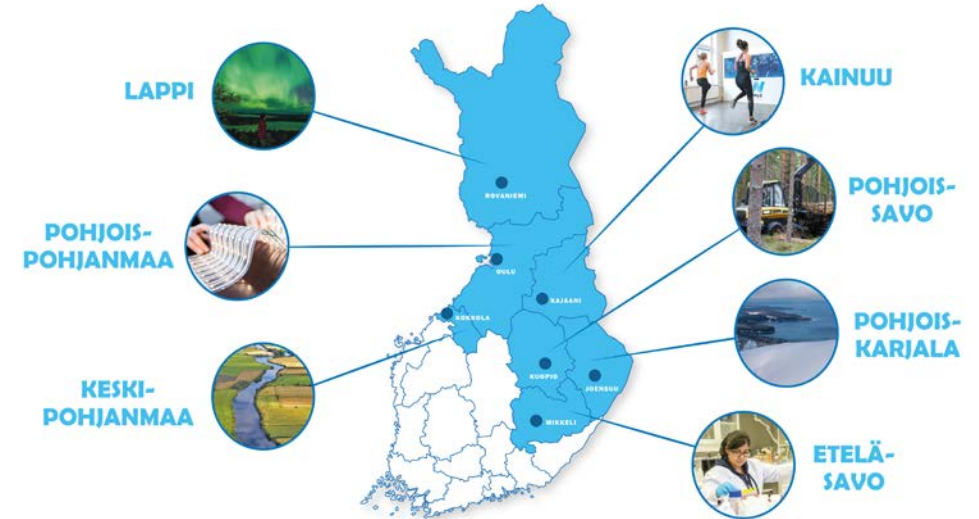 LAPPI
KAINUU
POHJOIS-
SAVO
ROVANIEMI
POHJOIS-
POHJANMAA
OULU
KAJAANI
KOKKOLA
POHJOIS-
KARJALA
KUOPIO
JOENSUU
KESKI-
POHJANMAA
MIKKELI
ETELÄ-
SAVO